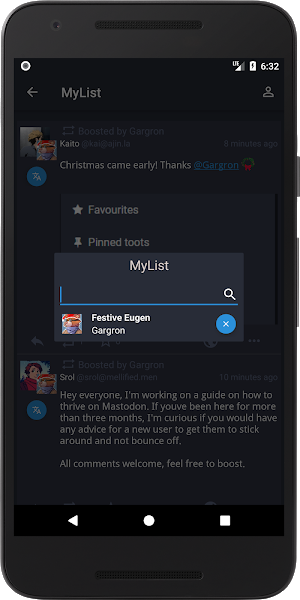 LTE 6:32
MyList
Boosted by Gargron
Kaito @kai@ajin.la 8 minutes ago
Christmas came early! Thanks @Gargron
Favourites
Pinned toots
MyList
Festive Eugen
Gargron
Boosted by Gargron
Srol @srol@mellified.men 10 minutes ago
Hey everyone, I'm working on a guide on how to
thrive on Mastodon. If youve been here for more
than three months, I'm curious if you would have
any advice for a new user to get them to stick
around and not bounce off.
All comments welcome, feel free to boost.